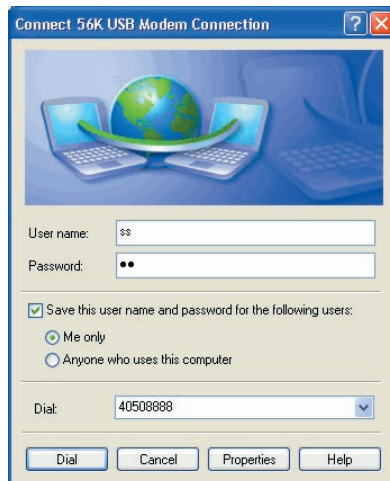 Connect 56K USB Modem Connection
User name: ss
Password: ●●
Save this user name and password for the following users:
Me only
Anyone who uses this computer
Dial: 40508888
Dial Cancel Properties Help